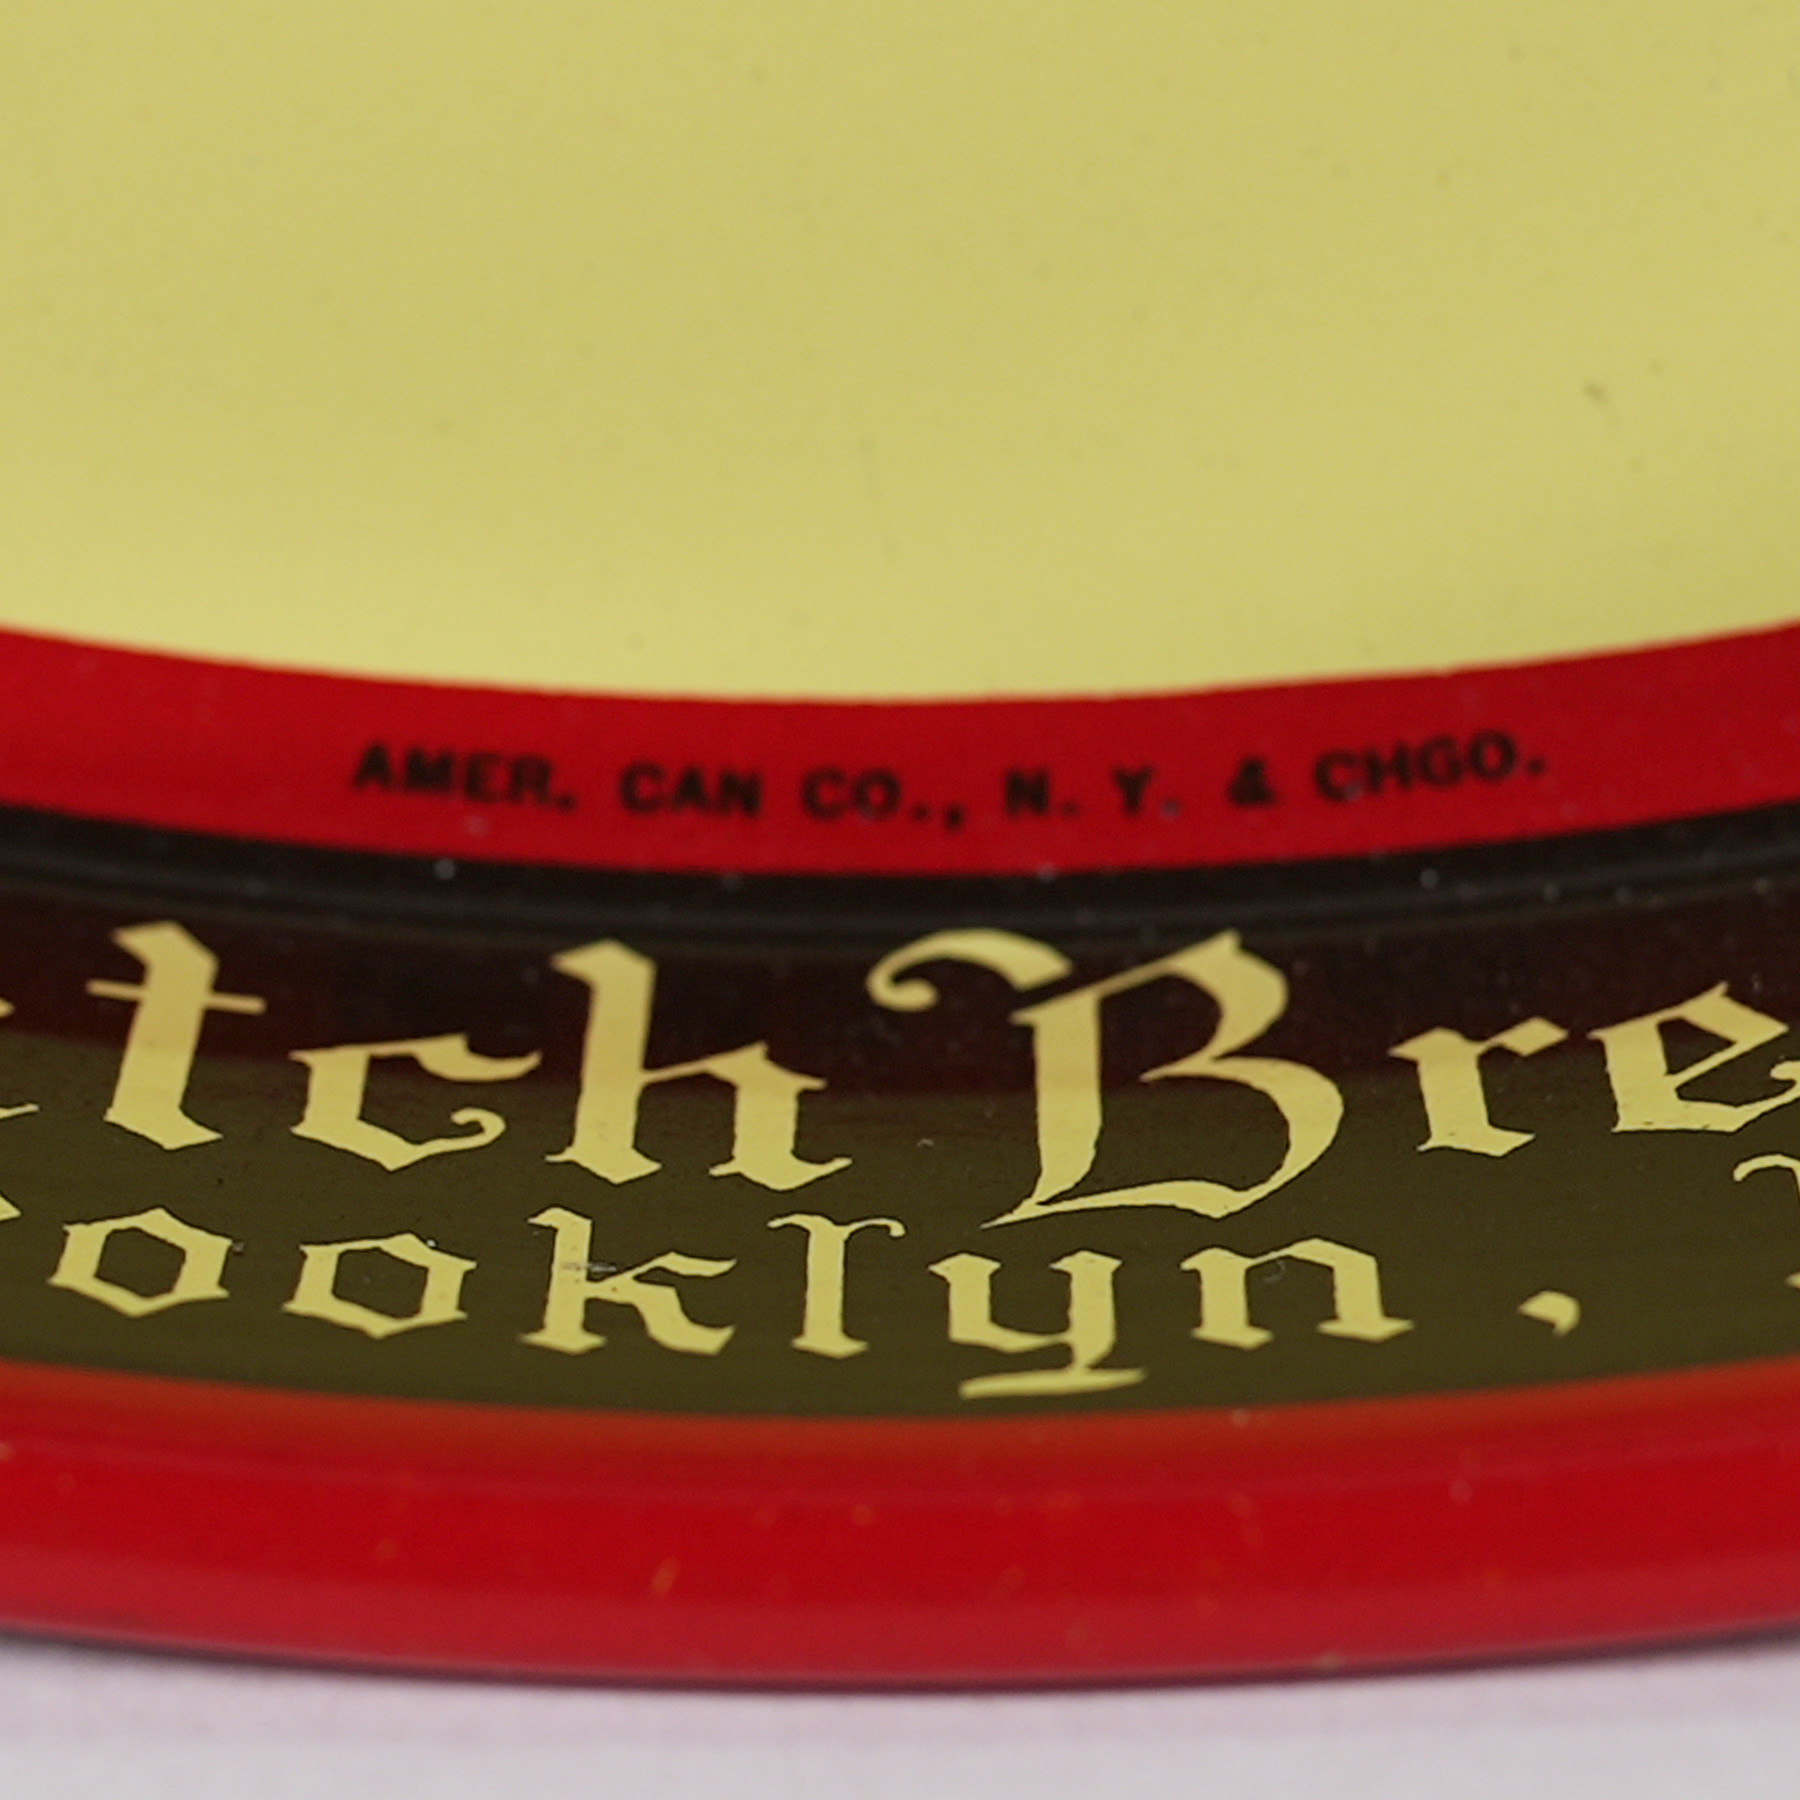 AMER. CAN CO., N. Y. & CHGO.
tch Bre
ooklyn,